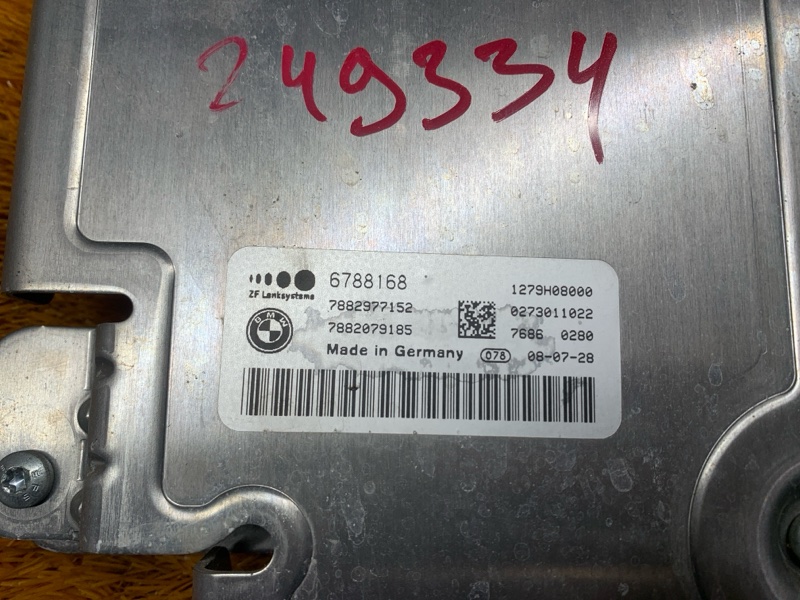 249334
6788168
1279H08000
ZF Lenksysteme
7882977152
0273011022
BMW
7882079185
7686 0280
Made in Germany
078
08-07-28